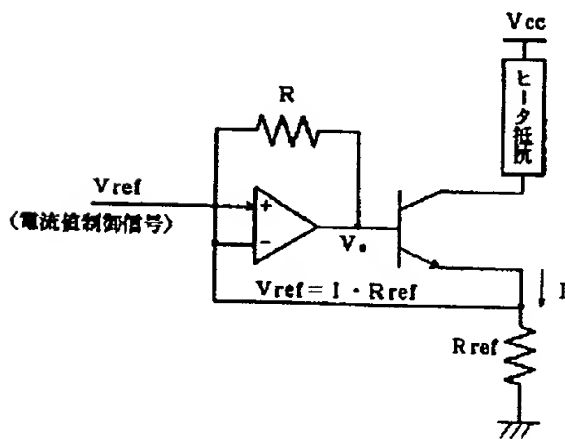 Vcc
ヒータ抵抗
R
Vref
(電流値制御信号)
+
−
Vo
Vref = I・Rref
I
Rref